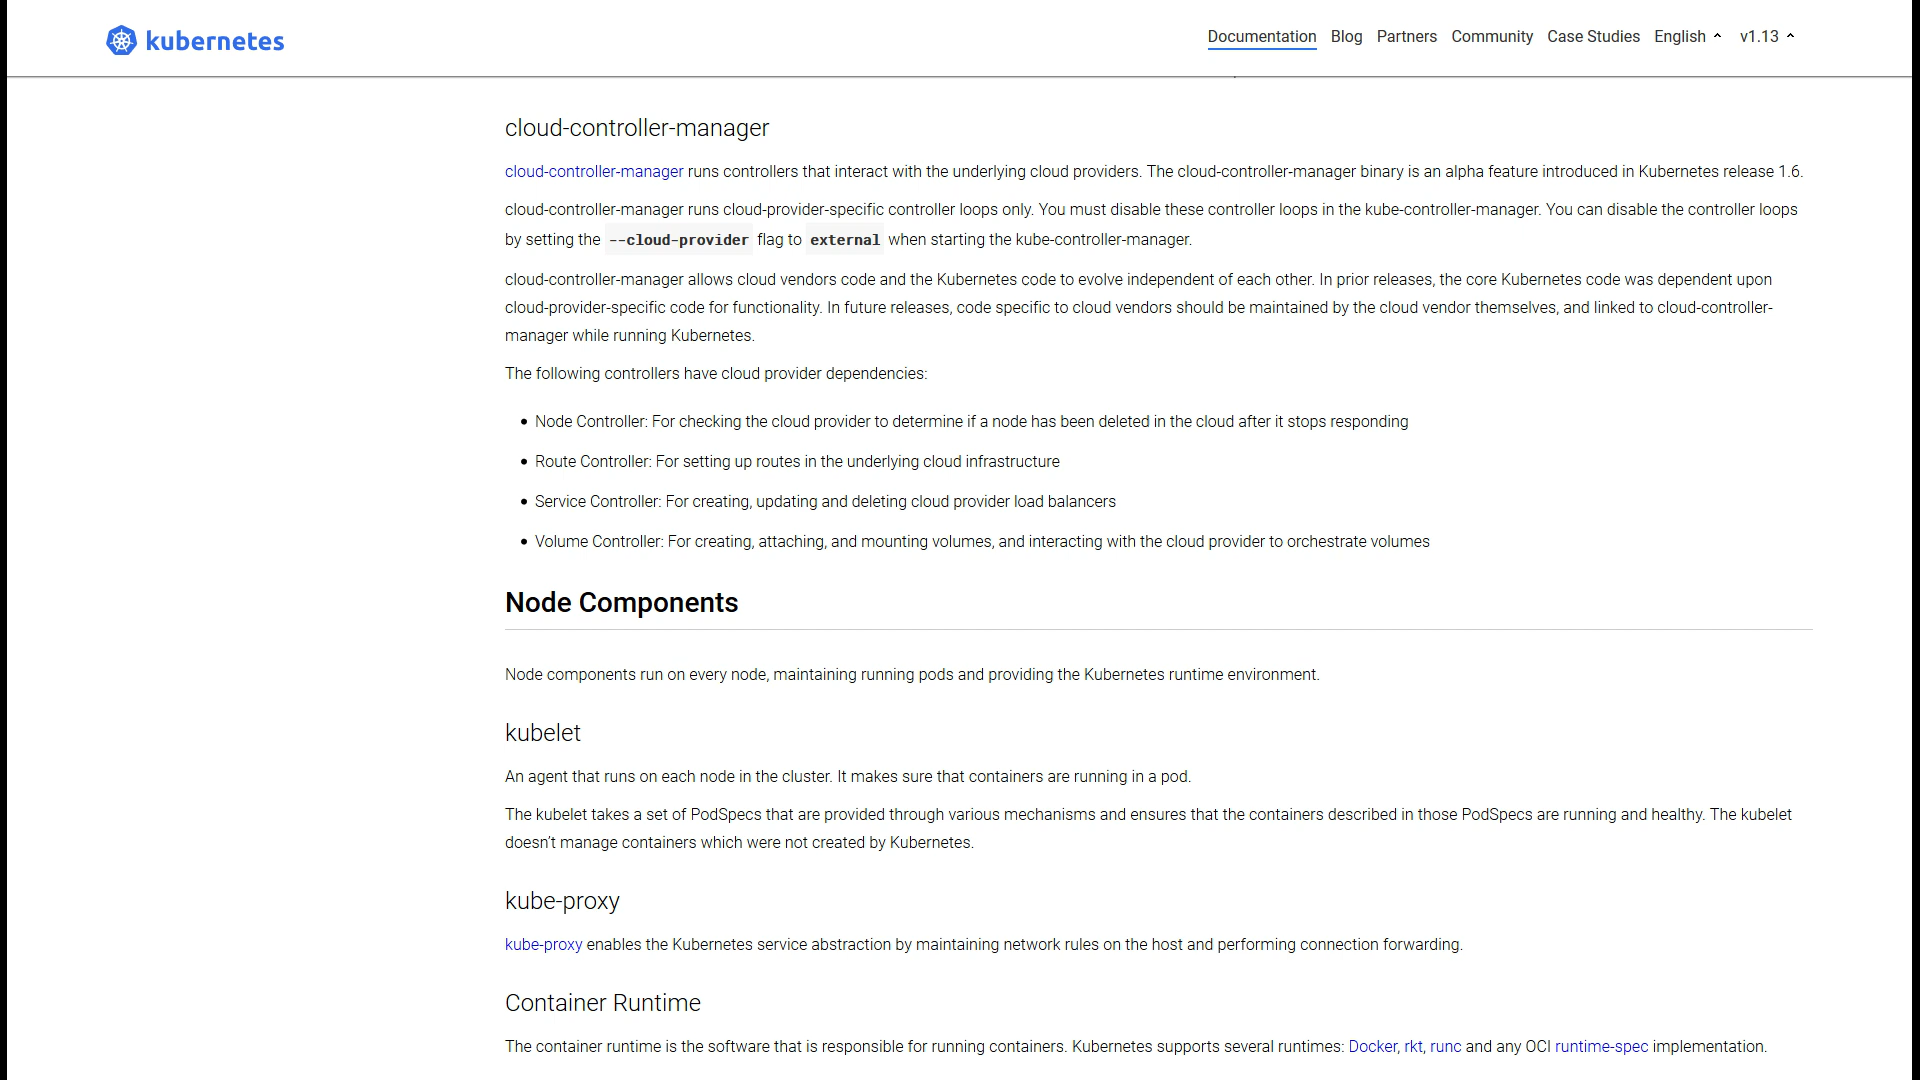 kubernetes
Documentation Blog Partners Community Case Studies English v1.13
cloud-controller-manager
cloud-controller-manager runs controllers that interact with the underlying cloud providers. The cloud-controller-manager binary is an alpha feature introduced in Kubernetes release 1.6.
cloud-controller-manager runs cloud-provider-specific controller loops only. You must disable these controller loops in the kube-controller-manager. You can disable the controller loops
by setting the --cloud-provider flag to external when starting the kube-controller-manager.
cloud-controller-manager allows cloud vendors code and the Kubernetes code to evolve independent of each other. In prior releases, the core Kubernetes code was dependent upon
cloud-provider-specific code for functionality. In future releases, code specific to cloud vendors should be maintained by the cloud vendor themselves, and linked to cloud-controller-
manager while running Kubernetes.
The following controllers have cloud provider dependencies:
• Node Controller: For checking the cloud provider to determine if a node has been deleted in the cloud after it stops responding
• Route Controller: For setting up routes in the underlying cloud infrastructure
• Service Controller: For creating, updating and deleting cloud provider load balancers
• Volume Controller: For creating, attaching, and mounting volumes, and interacting with the cloud provider to orchestrate volumes
Node Components
Node components run on every node, maintaining running pods and providing the Kubernetes runtime environment.
kubelet
An agent that runs on each node in the cluster. It makes sure that containers are running in a pod.
The kubelet takes a set of PodSpecs that are provided through various mechanisms and ensures that the containers described in those PodSpecs are running and healthy. The kubelet
doesn’t manage containers which were not created by Kubernetes.
kube-proxy
kube-proxy enables the Kubernetes service abstraction by maintaining network rules on the host and performing connection forwarding.
Container Runtime
The container runtime is the software that is responsible for running containers. Kubernetes supports several runtimes: Docker, rkt, runc and any OCI runtime-spec implementation.